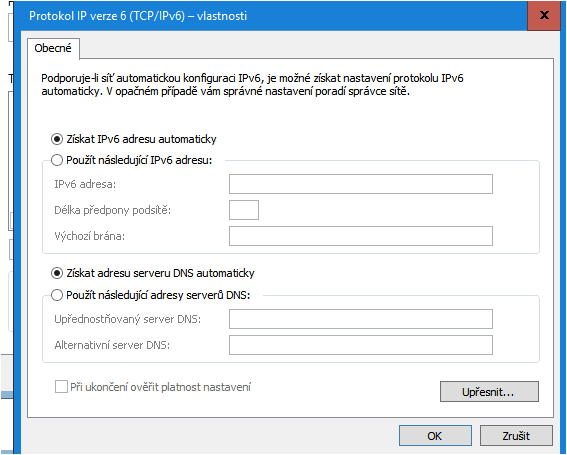 Protokol IP verze 6 (TCP/IPv6) – vlastnosti
Obecné
Podporuje-li síť automatickou konfiguraci IPv6, je možné získat nastavení protokolu IPv6
automaticky. V opačném případě vám správné nastavení poradí správce sítě.
Získat IPv6 adresu automaticky
Použít následující IPv6 adresu:
IPv6 adresa:
Délka předpony podsítě:
Výchozí brána:
Získat adresu serveru DNS automaticky
Použít následující adresy serverů DNS:
Upřednostňovaný server DNS:
Alternativní server DNS:
Při ukončení ověřit platnost nastavení
Upřesnit...
OK
Zrušit